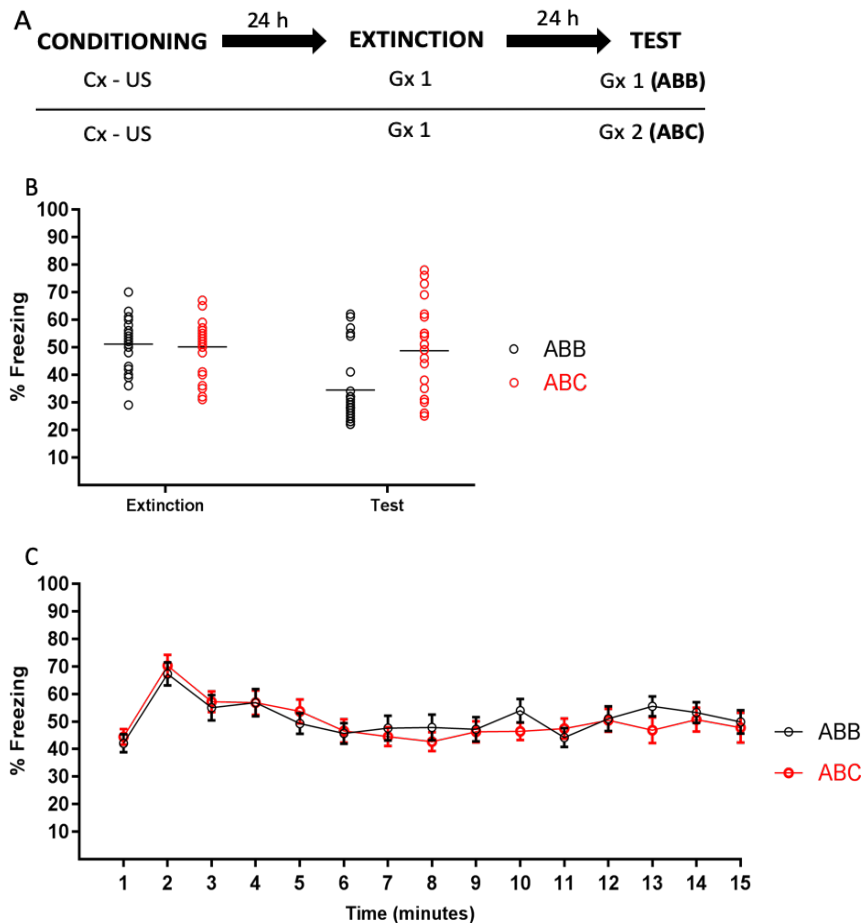 A
24 h 24 h
CONDITIONING EXTINCTION TEST
Cx - US Gx 1 Gx 1 (ABB)
Cx - US Gx 1 Gx 2 (ABC)
B
100
90
80
70
60
50
40
30
20
10
% Freezing
Extinction Test
ABB
ABC
C
100
90
80
70
60
50
40
30
20
10
% Freezing
1 2 3 4 5 6 7 8 9 10 11 12 13 14 15
Time (minutes)
ABB
ABC